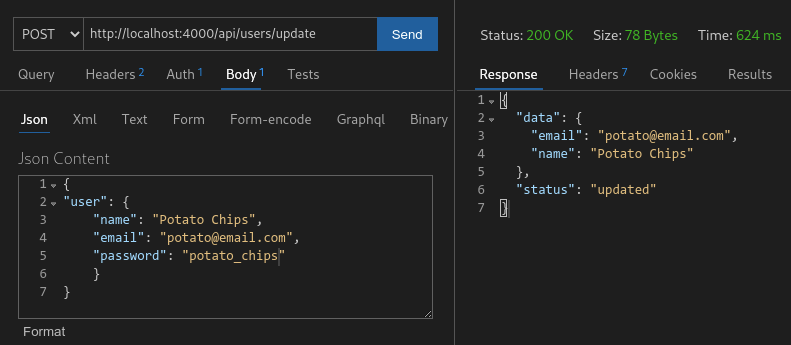 POST http://localhost:4000/api/users/update Send
Query Headers 2 Auth 1 Body 1 Tests
Json Xml Text Form Form-encode Graphql Binary
Json Content
1 {
2 "user": {
3 "name": "Potato Chips",
4 "email": "potato@email.com",
5 "password": "potato_chips"
6 }
7 }
Format
Status: 200 OK Size: 78 Bytes Time: 624 ms
Response Headers 7 Cookies Results
1 {
2 "data": {
3 "email": "potato@email.com",
4 "name": "Potato Chips"
5 },
6 "status": "updated"
7 }